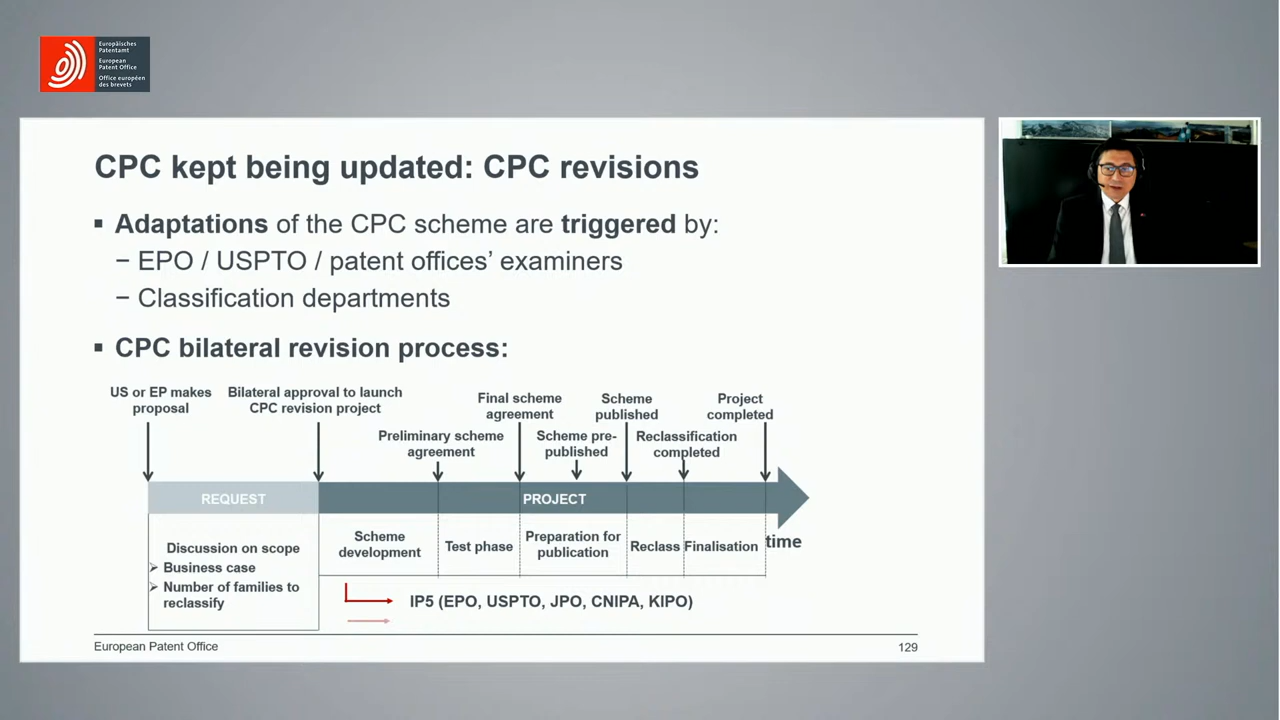 Europäisches
Patentamt
European
Patent Office
Office européen
des brevets
CPC kept being updated: CPC revisions
▪ Adaptations of the CPC scheme are triggered by:
− EPO / USPTO / patent offices’ examiners
− Classification departments
▪ CPC bilateral revision process:
US or EP makes
proposal
Bilateral approval to launch
CPC revision project
Preliminary scheme
agreement
Final scheme
agreement
Scheme pre-
published
Scheme
published
Reclassification
completed
Project
completed
REQUEST
PROJECT
time
Discussion on scope
➢ Business case
➢ Number of families to
reclassify
Scheme
development
Test phase
Preparation for
publication
Reclass
Finalisation
IP5 (EPO, USPTO, JPO, CNIPA, KIPO)
European Patent Office
129